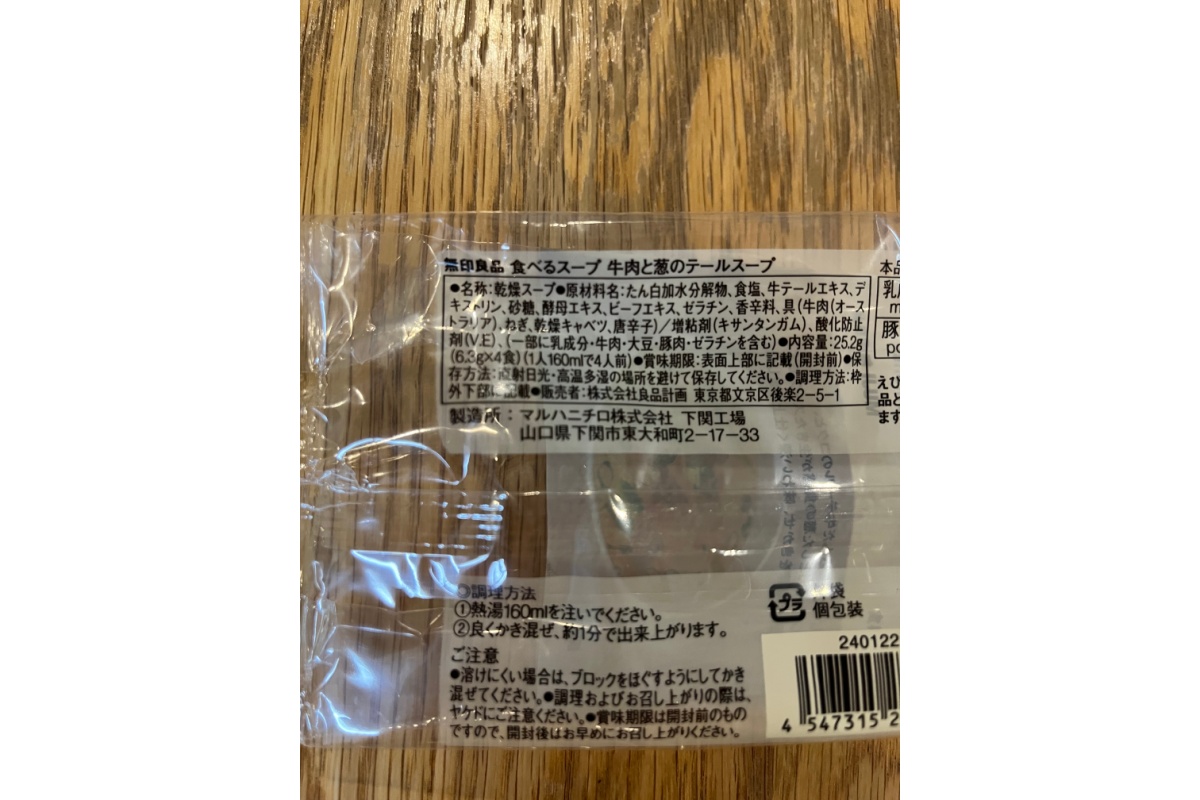 無印良品 食べるスープ 牛肉と葱のテールスープ
●名称:乾燥スープ●原材料名:たん白加水分解物、食塩、牛テールエキス、デ
キストリン、砂糖、酵母エキス、ビーフエキス、ゼラチン、香辛料、具(牛肉(オース
トラリア)、ねぎ、乾燥キャベツ、唐辛子)/増粘剤(キサンタンガム)、酸化防止
剤(V.E)、(一部に乳成分・牛肉・大豆・豚肉・ゼラチンを含む)●内容量:25.2g
(6.3g×4食)(1人160mlで4人前)●賞味期限:表面上部に記載(開封前)●保
存方法:直射日光・高温多湿の場所を避けて保存してください。●調理方法:枠
外下部に記載●販売者:株式会社良品計画 東京都文京区後楽2-5-1
製造所:マルハニチロ株式会社 下関工場
山口県下関市東大和町2-17-33
本品
乳
m
豚
po
えび
品と
ます
◎調理方法
①熱湯160mlを注いでください。
②良くかき混ぜ、約1分で出来上がります。
ご注意
●溶けにくい場合は、ブロックをほぐすようにしてかき
混ぜてください。●調理およびお召し上がりの際は、
ヤケドにご注意ください。●賞味期限は開封前のもの
ですので、開封後はお早めにお召し上がりください。
プラ
袋
個包装
240122
4 547315 2